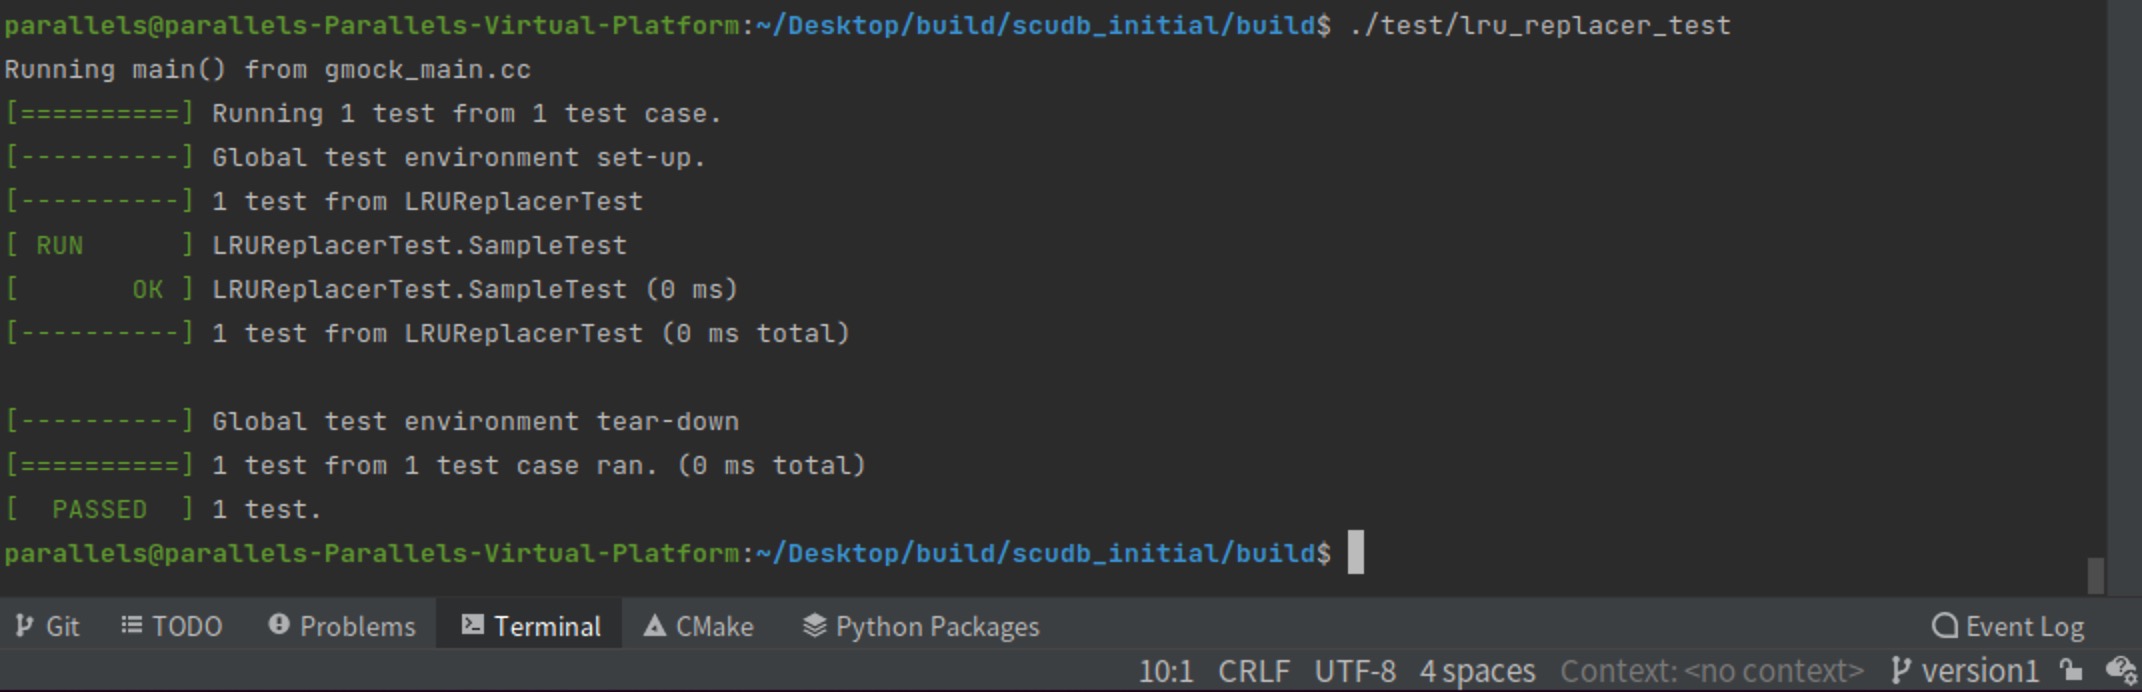 parallels@parallels-Parallels-Virtual-Platform:~/Desktop/build/scudb_initial/build$ ./test/lru_replacer_test
Running main() from gmock_main.cc
[==========] Running 1 test from 1 test case.
[----------] Global test environment set-up.
[----------] 1 test from LRUReplacerTest
[ RUN      ] LRUReplacerTest.SampleTest
[       OK ] LRUReplacerTest.SampleTest (0 ms)
[----------] 1 test from LRUReplacerTest (0 ms total)
[----------] Global test environment tear-down
[==========] 1 test from 1 test case ran. (0 ms total)
[  PASSED  ] 1 test.
parallels@parallels-Parallels-Virtual-Platform:~/Desktop/build/scudb_initial/build$
Git TODO Problems Terminal CMake Python Packages Event Log
10:1 CRLF UTF-8 4 spaces Context: <no context> version1